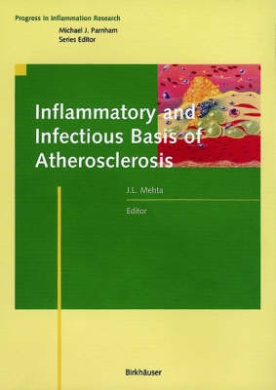 Progress in Inflammation Research
Michael J. Parnham
Series Editor
Inflammatory and
Infectious Basis of
Atherosclerosis
J.L. Mehta
Editor
Birkhäuser